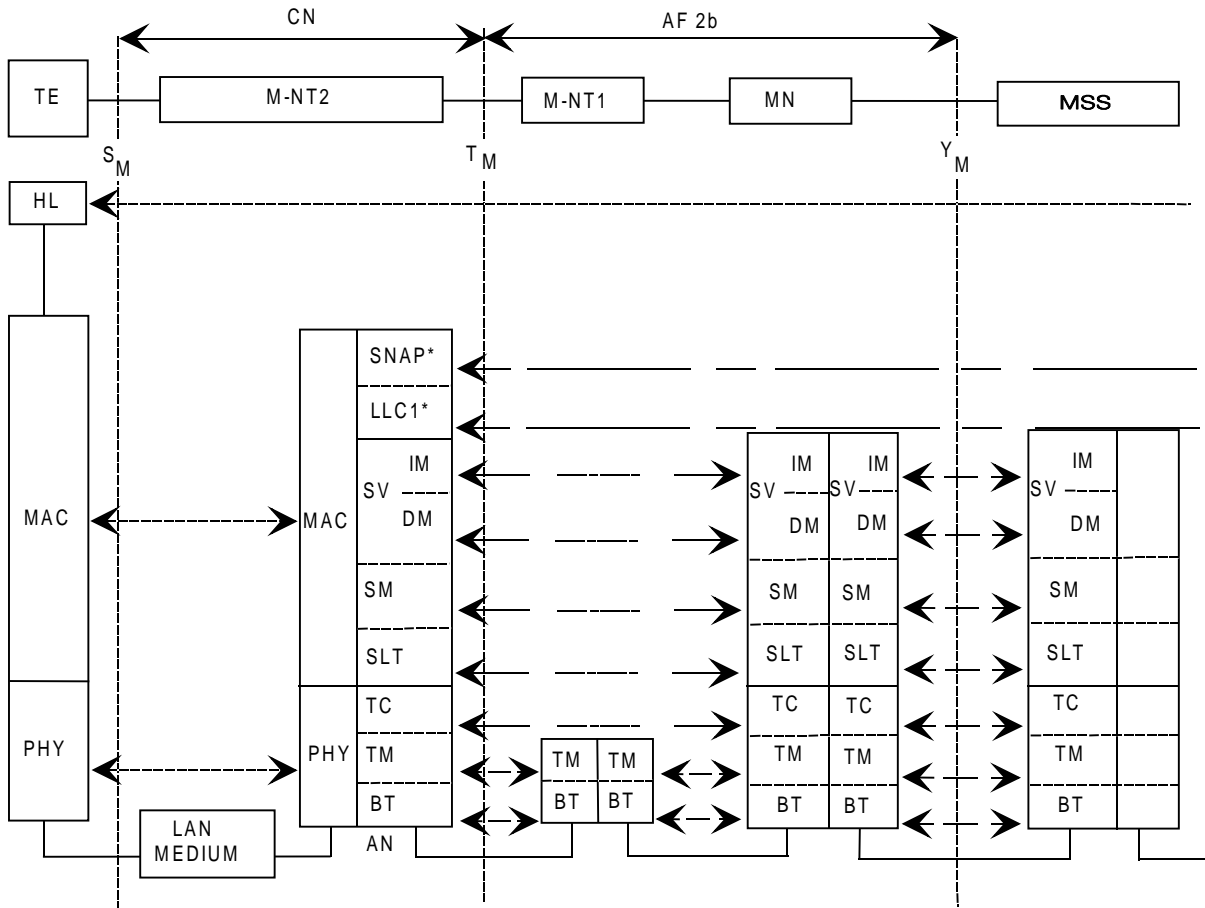 CN
AF 2b
TE
M-NT2
M-NT1
MN
MSS
S M
T M
Y M
HL
SNAP*
LLC1*
IM
IM
IM
SV
SV
SV
SV
MAC
MAC
DM
DM
DM
DM
IM
SM
SM
SM
SM
SLT
SLT
SLT
SLT
TC
TC
TC
TC
PHY
PHY
TM
TM
TM
TM
TM
TM
BT
BT
BT
BT
BT
BT
LAN
MEDIUM
AN